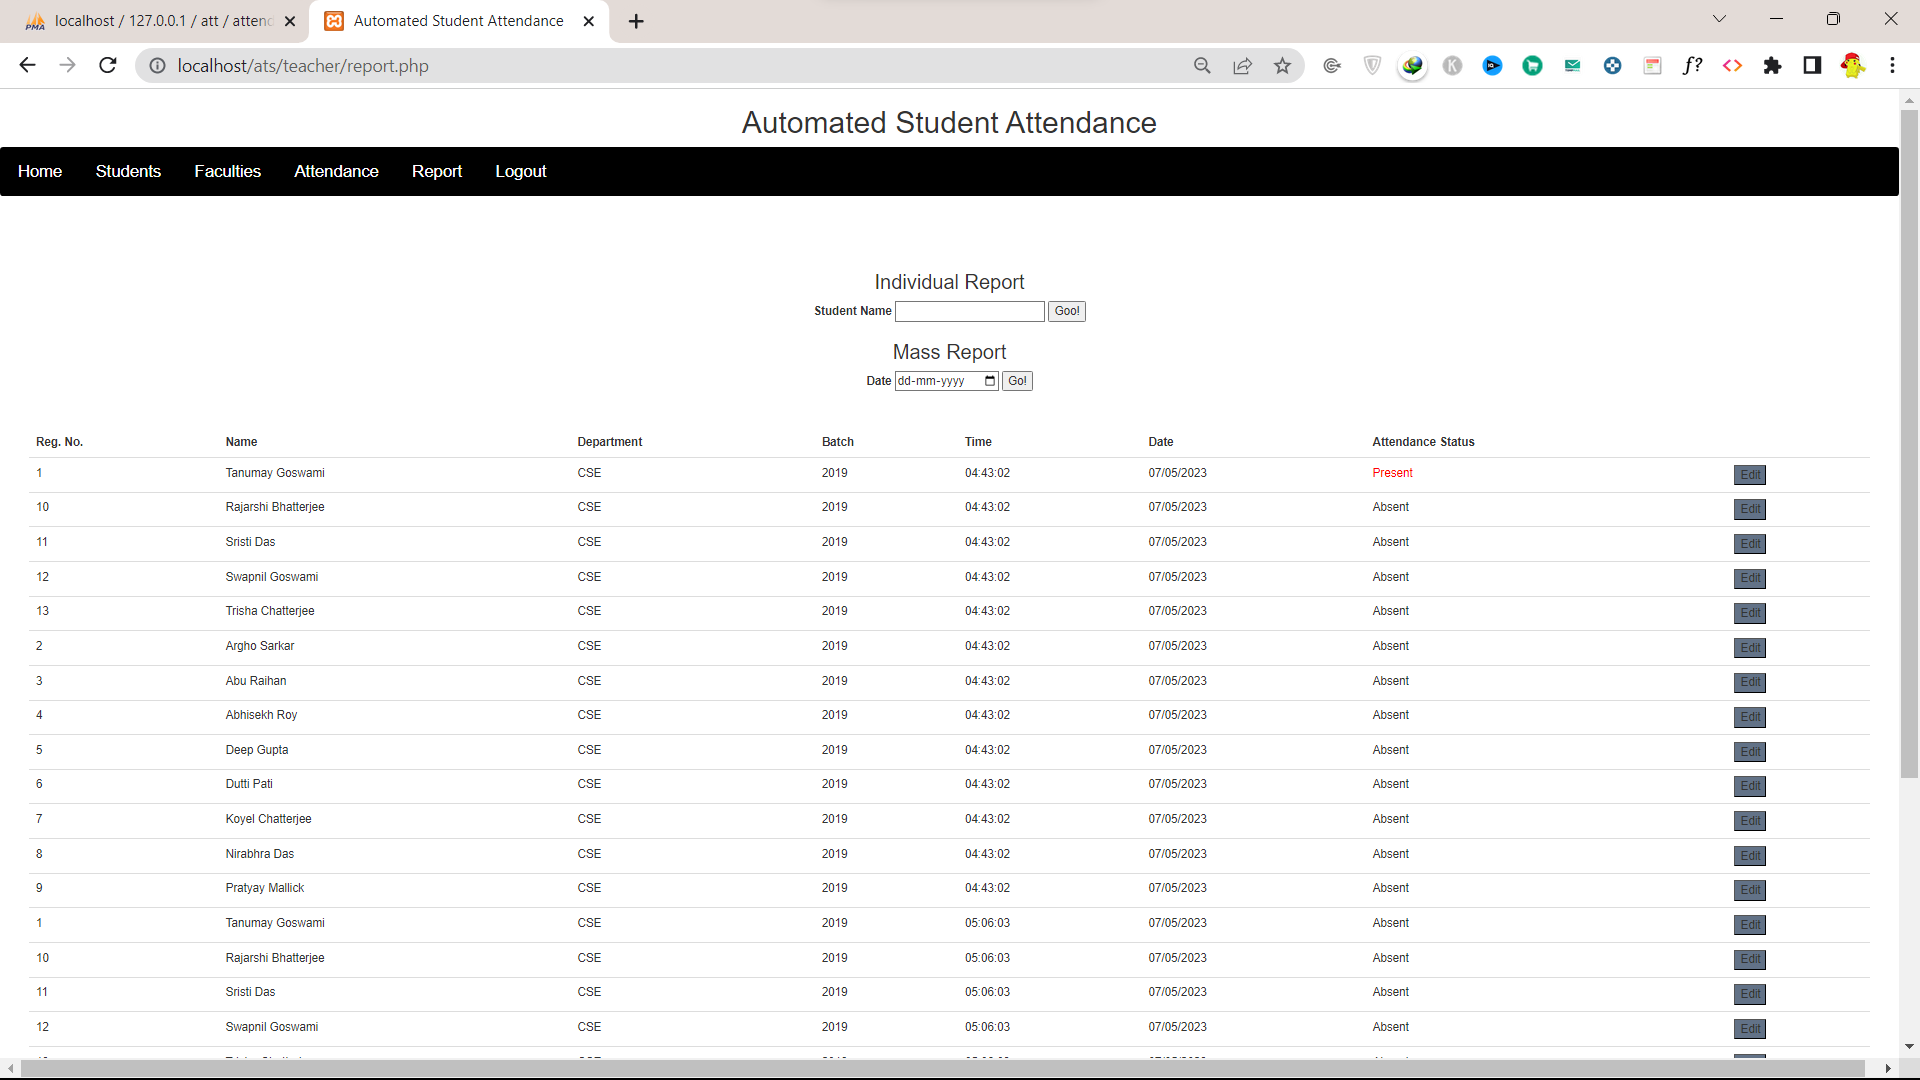 localhost / 127.0.0.1 / att / attend
Automated Student Attendance
localhost/ats/teacher/report.php
Automated Student Attendance
Home Students Faculties Attendance Report Logout
Individual Report
Student Name Goo!
Mass Report
Date dd-mm-yyyy Go!
Reg. No. Name Department Batch Time Date Attendance Status
1 Tanumay Goswami CSE 2019 04:43:02 07/05/2023 Present Edit
10 Rajarshi Bhatterjee CSE 2019 04:43:02 07/05/2023 Absent Edit
11 Sristi Das CSE 2019 04:43:02 07/05/2023 Absent Edit
12 Swapnil Goswami CSE 2019 04:43:02 07/05/2023 Absent Edit
13 Trisha Chatterjee CSE 2019 04:43:02 07/05/2023 Absent Edit
2 Argho Sarkar CSE 2019 04:43:02 07/05/2023 Absent Edit
3 Abu Raihan CSE 2019 04:43:02 07/05/2023 Absent Edit
4 Abhisekh Roy CSE 2019 04:43:02 07/05/2023 Absent Edit
5 Deep Gupta CSE 2019 04:43:02 07/05/2023 Absent Edit
6 Dutti Pati CSE 2019 04:43:02 07/05/2023 Absent Edit
7 Koyel Chatterjee CSE 2019 04:43:02 07/05/2023 Absent Edit
8 Nirabhra Das CSE 2019 04:43:02 07/05/2023 Absent Edit
9 Pratyay Mallick CSE 2019 04:43:02 07/05/2023 Absent Edit
1 Tanumay Goswami CSE 2019 05:06:03 07/05/2023 Absent Edit
10 Rajarshi Bhatterjee CSE 2019 05:06:03 07/05/2023 Absent Edit
11 Sristi Das CSE 2019 05:06:03 07/05/2023 Absent Edit
12 Swapnil Goswami CSE 2019 05:06:03 07/05/2023 Absent Edit